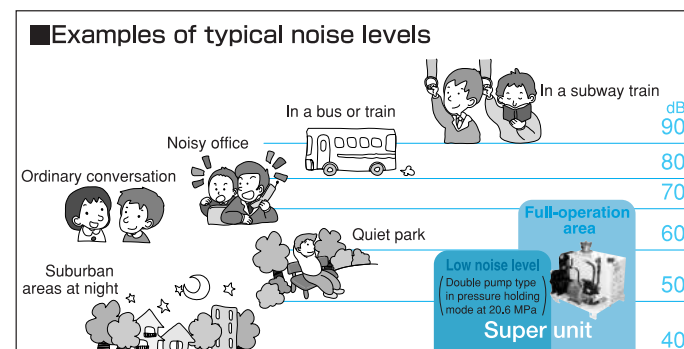 ■Examples of typical noise levels
In a subway train
In a bus or train
dB
90
Noisy office
80
Ordinary conversation
70
Full-operation
area
60
Quiet park
Low noise level
Suburban
areas at night
(Double pump type
in pressure holding
mode at 20.6 MPa)
50
Super unit
40